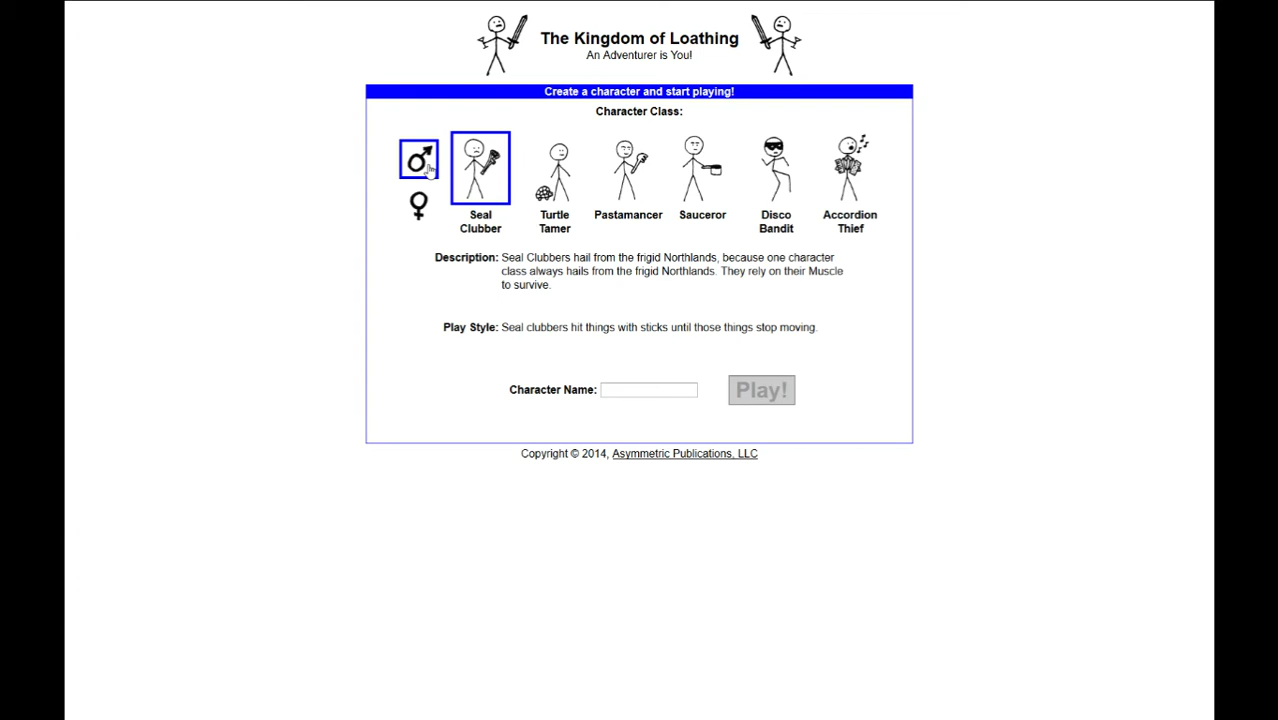 The Kingdom of Loathing
An Adventurer is You!
Create a character and start playing!
Character Class:
Seal Clubber
Turtle Tamer
Pastamancer
Sauceror
Disco Bandit
Accordion Thief
Description: Seal Clubbers hail from the frigid Northlands, because one character
class always hails from the frigid Northlands. They rely on their Muscle
to survive.
Play Style: Seal clubbers hit things with sticks until those things stop moving.
Character Name:
Play!
Copyright © 2014, Asymmetric Publications, LLC